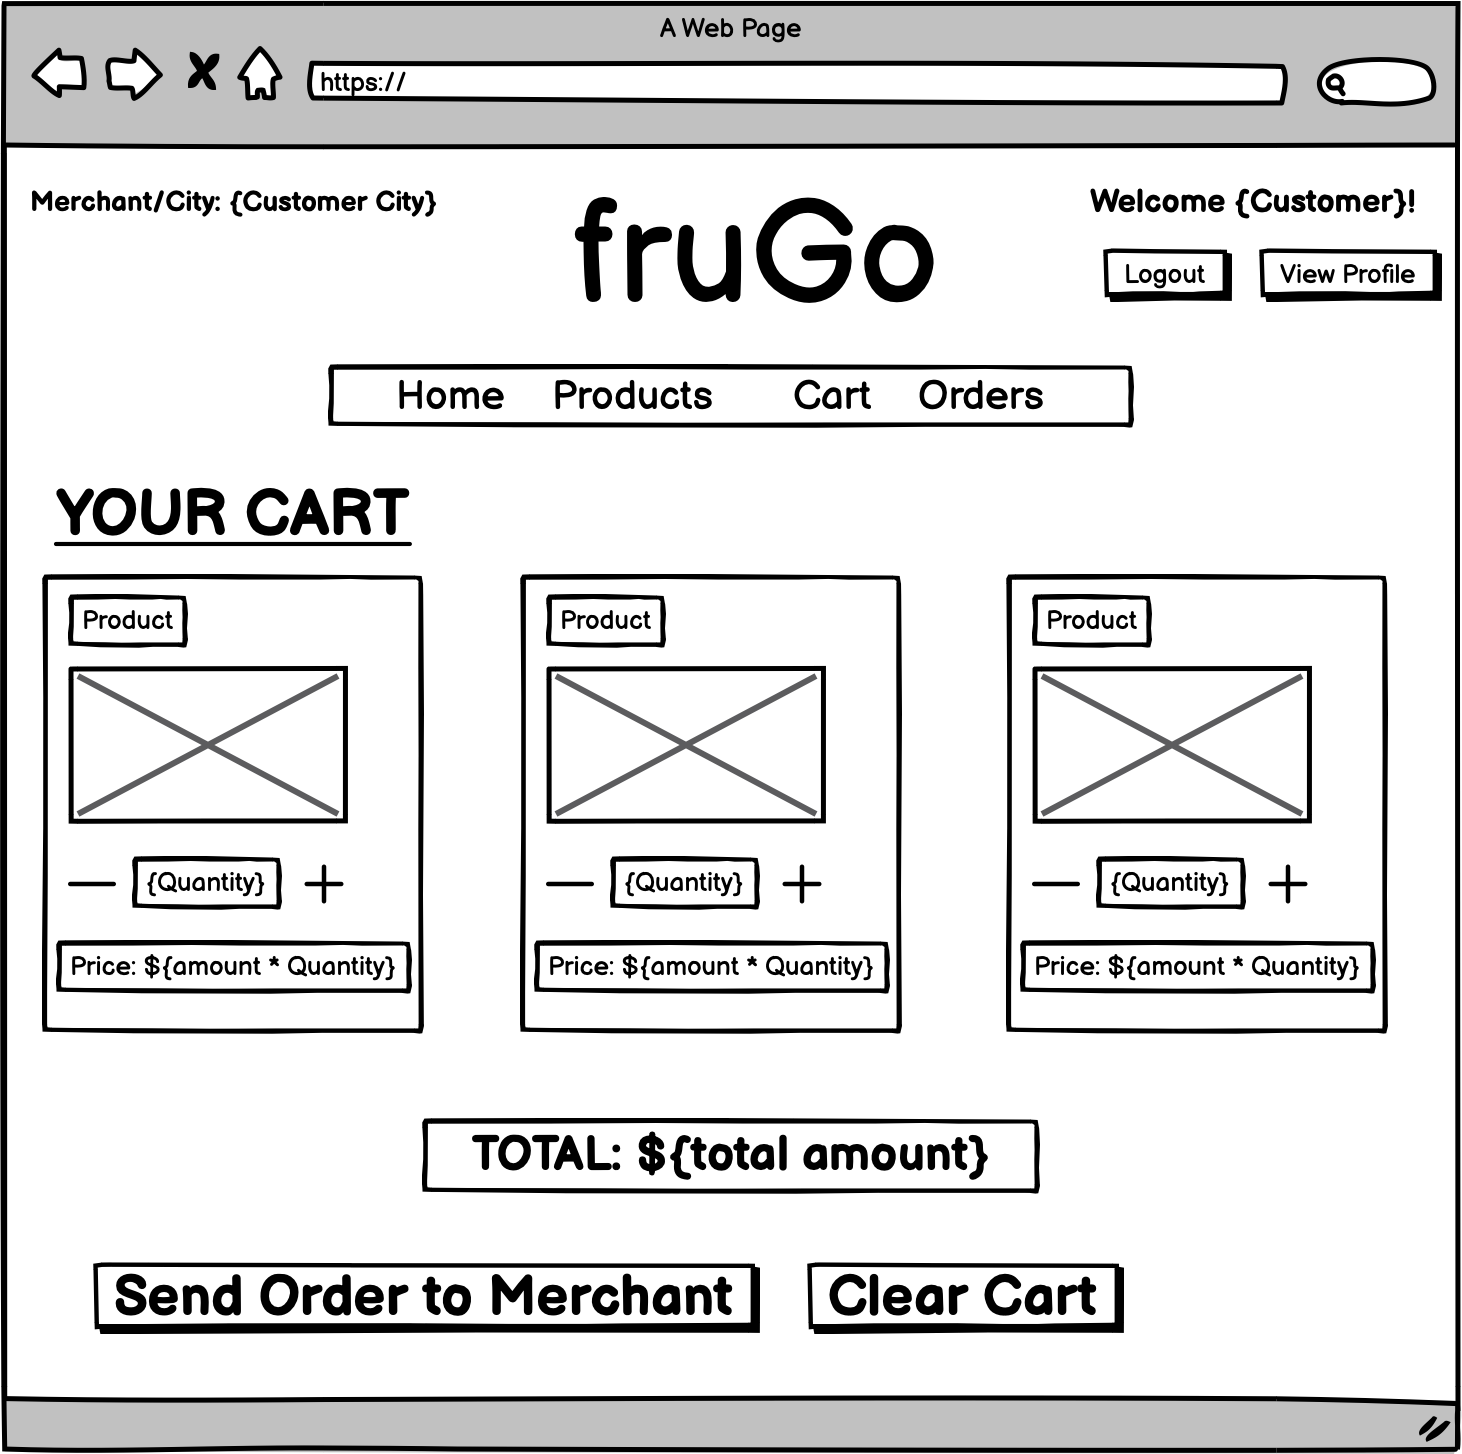 A Web Page
https://
Merchant/City: {Customer City}
fruGo
Welcome {Customer}!
Logout
View Profile
Home Products Cart Orders
YOUR CART
Product
Product
Product
{Quantity}
{Quantity}
{Quantity}
Price: ${amount * Quantity}
Price: ${amount * Quantity}
Price: ${amount * Quantity}
TOTAL: ${total amount}
Send Order to Merchant
Clear Cart